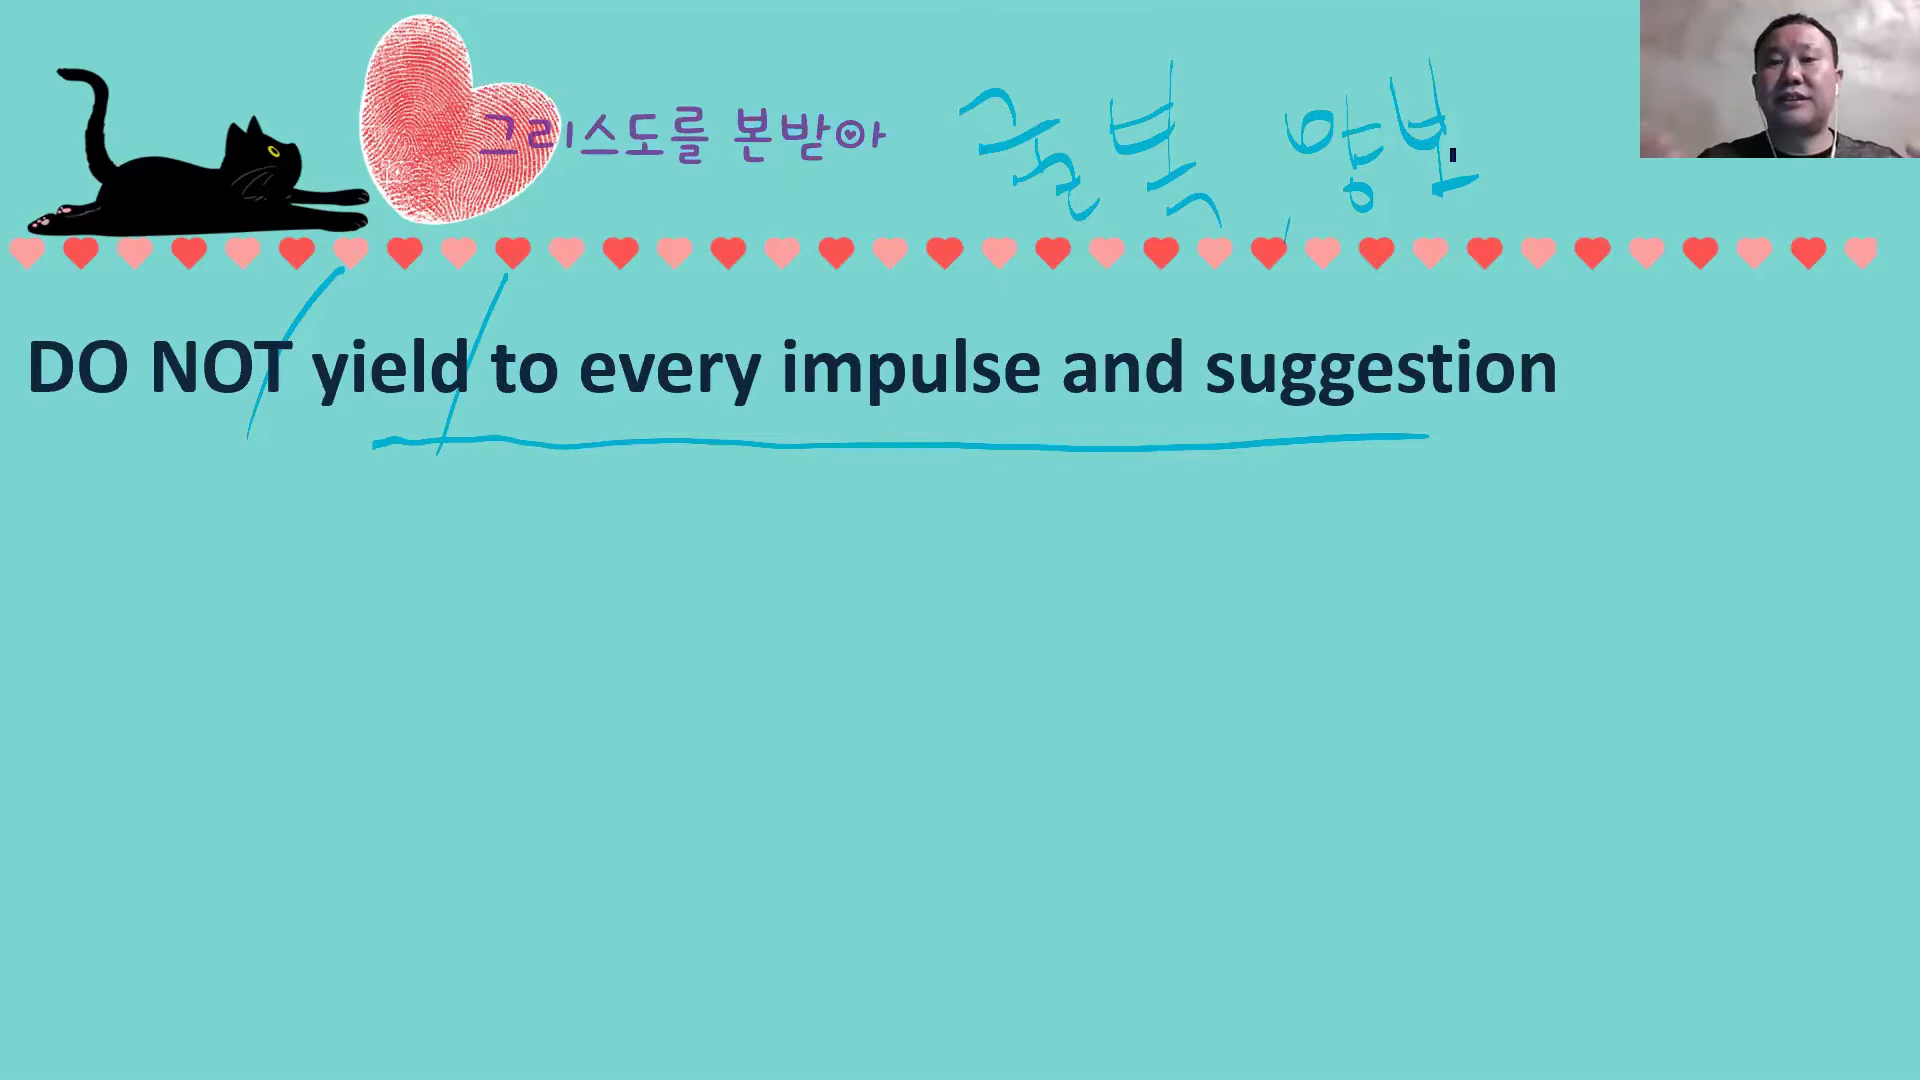 그리스도를 본받아
굴복, 양보
DO NOT yield to every impulse and suggestion